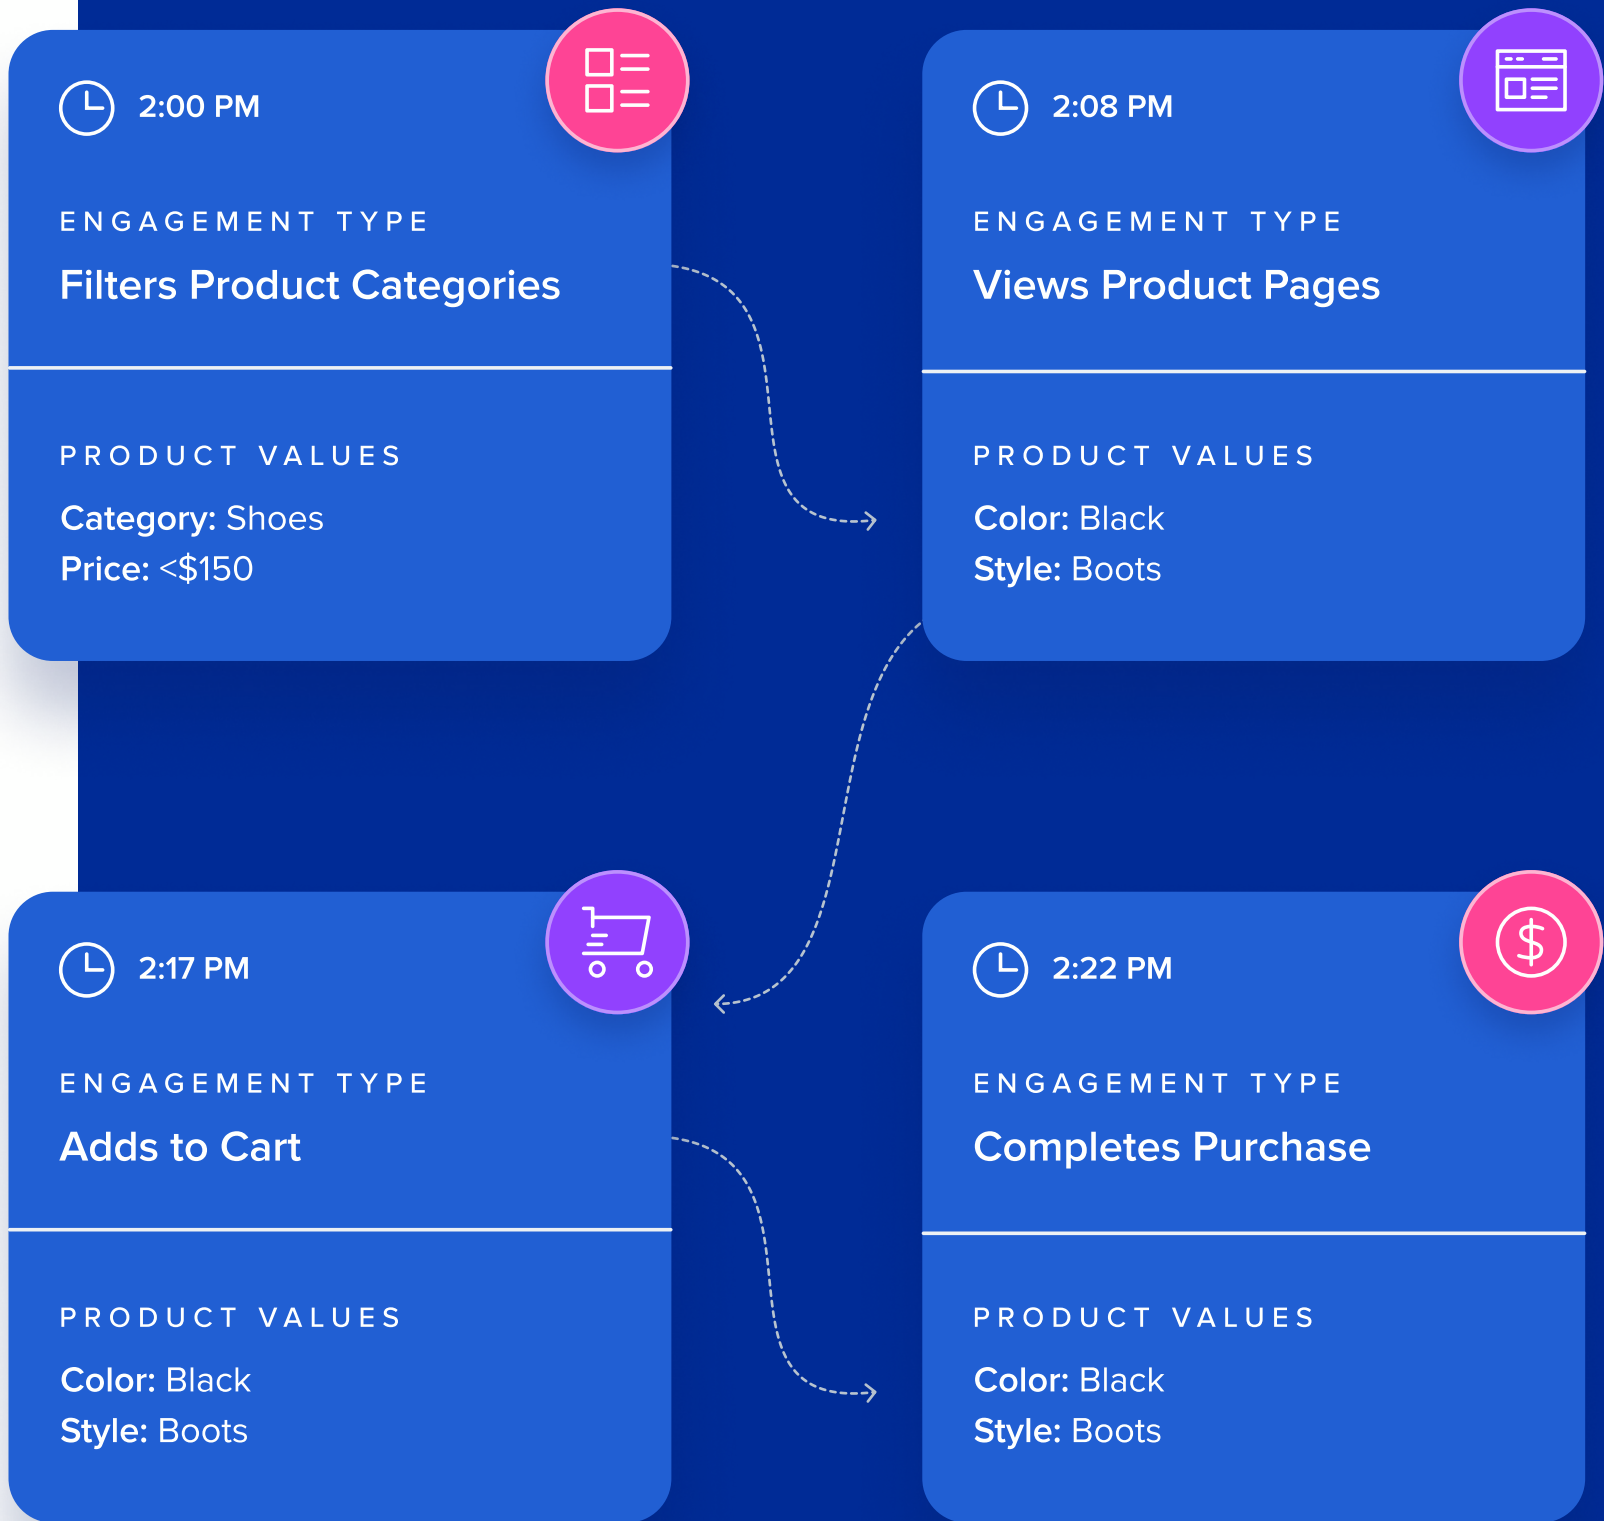 2:00 PM
ENGAGEMENT TYPE
Filters Product Categories
PRODUCT VALUES
Category: Shoes
Price: <$150
2:08 PM
ENGAGEMENT TYPE
Views Product Pages
PRODUCT VALUES
Color: Black
Style: Boots
2:17 PM
ENGAGEMENT TYPE
Adds to Cart
PRODUCT VALUES
Color: Black
Style: Boots
$
2:22 PM
ENGAGEMENT TYPE
Completes Purchase
PRODUCT VALUES
Color: Black
Style: Boots